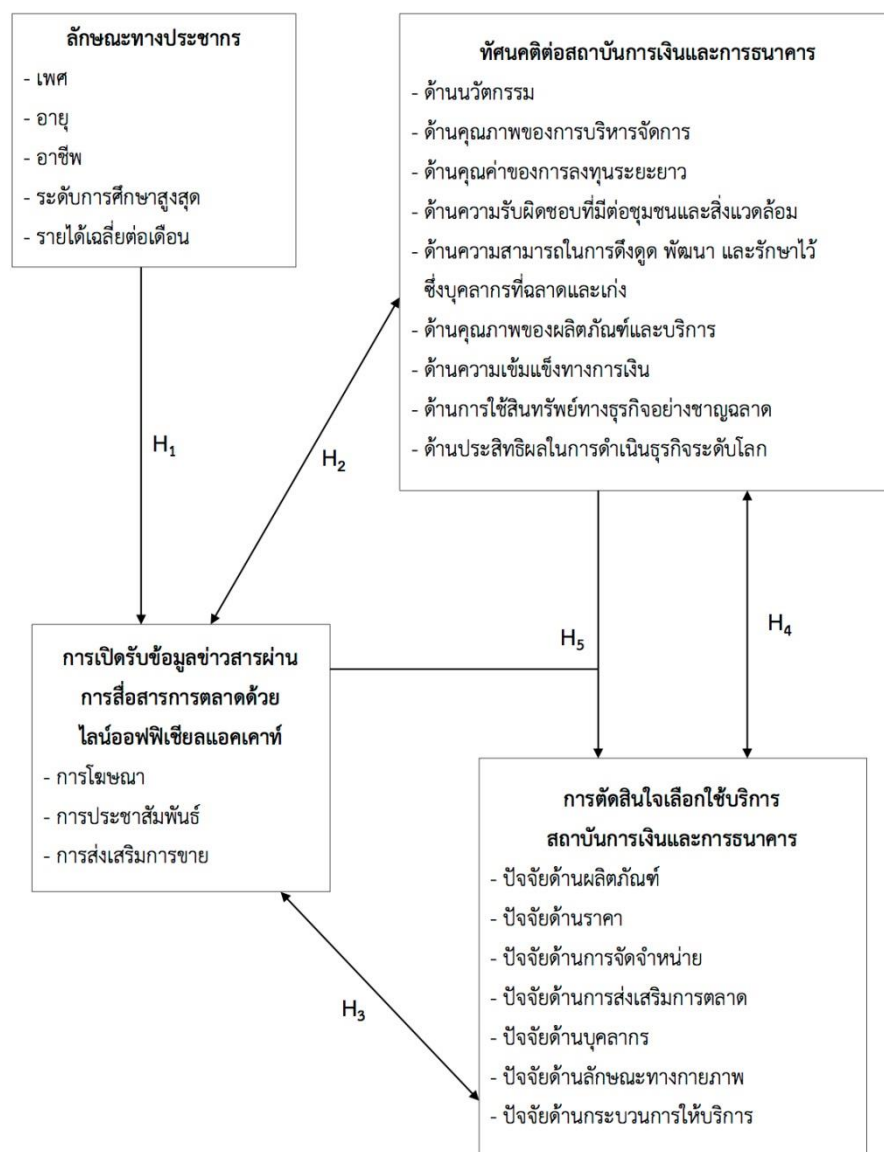 ลักษณะทางประชากร
- เพศ
- อายุ
- อาชีพ
- ระดับการศึกษาสูงสุด
- รายได้เฉลี่ยต่อเดือน
ทัศนคติต่อสถาบันการเงินและการธนาคาร
- ด้านนวัตกรรม
- ด้านคุณภาพของการบริหารจัดการ
- ด้านคุณค่าของการลงทุนระยะยาว
- ด้านความรับผิดชอบที่มีต่อชุมชนและสิ่งแวดล้อม
- ด้านความสามารถในการดึงดูด พัฒนา และรักษาไว้
ซึ่งบุคลากรที่ฉลาดและเก่ง
- ด้านคุณภาพของผลิตภัณฑ์และบริการ
- ด้านความเข้มแข็งทางการเงิน
- ด้านการใช้สินทรัพย์ทางธุรกิจอย่างชาญฉลาด
- ด้านประสิทธิผลในการดำเนินธุรกิจระดับโลก
H₁
H₂
H₅
H₄
การเปิดรับข้อมูลข่าวสารผ่าน
การสื่อสารการตลาดด้วย
ไลน์ออฟฟิเชียลแอคเคาท์
- การโฆษณา
- การประชาสัมพันธ์
- การส่งเสริมการขาย
H₃
การตัดสินใจเลือกใช้บริการ
สถาบันการเงินและการธนาคาร
- ปัจจัยด้านผลิตภัณฑ์
- ปัจจัยด้านราคา
- ปัจจัยด้านการจัดจำหน่าย
- ปัจจัยด้านการส่งเสริมการตลาด
- ปัจจัยด้านบุคลากร
- ปัจจัยด้านลักษณะทางกายภาพ
- ปัจจัยด้านกระบวนการให้บริการ